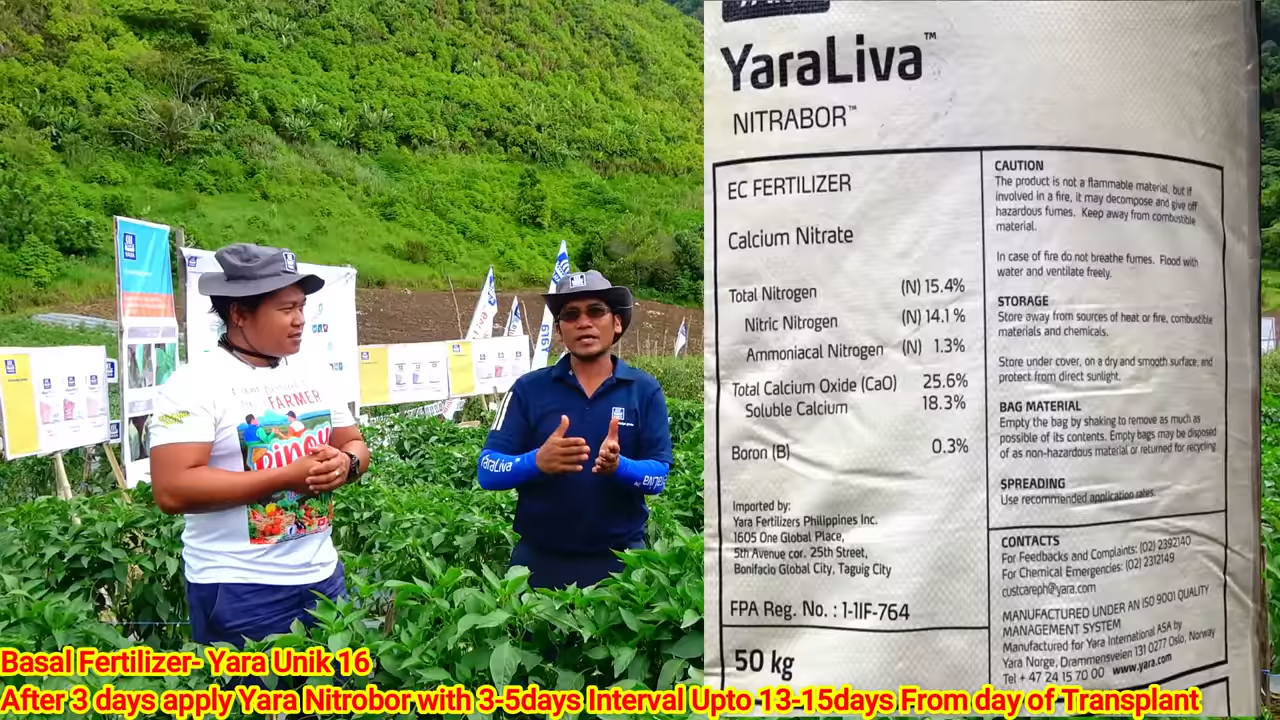 YARA
FARMER
PINOY
YaraLiva
YaraLiva™
NITRABOR™
EC FERTILIZER
Calcium Nitrate
Total Nitrogen (N) 15.4%
Nitric Nitrogen (N) 14.1 %
Ammoniacal Nitrogen (N) 1.3%
Total Calcium Oxide (CaO) 25.6%
Soluble Calcium 18.3%
Boron (B) 0.3%
Imported by:
Yara Fertilizers Philippines Inc.
1605 One Global Place,
5th Avenue cor. 25th Street,
Bonifacio Global City, Taguig City
FPA Reg. No. : 1-1IF-764
50 kg
CAUTION
The product is not a flammable material, but if
involved in a fire, it may decompose and give off
hazardous fumes. Keep away from combustible
material.
In case of fire do not breathe fumes. Flood with
water and ventilate freely.
STORAGE
Store away from sources of heat or fire, combustible
materials and chemicals.
Store under cover, on a dry and smooth surface, and
protect from direct sunlight.
BAG MATERIAL
Empty the bag by shaking to remove as much as
possible of its contents. Empty bags may be disposed
of as non-hazardous material or returned for recycling
SPREADING
Use recommended application rates.
CONTACTS
For Feedbacks and Complaints: (02) 2392140
For Chemical Emergencies: (02) 2312149
custcareph@yara.com
MANUFACTURED UNDER AN ISO 9001 QUALITY
MANAGEMENT SYSTEM
Manufactured for Yara International ASA by
Yara Norge, Drammensveien 131 0277 Oslo, Norway
Tel + 47 24 15 70 00 www.yara.com
Basal Fertilizer- Yara Unik 16
After 3 days apply Yara Nitrobor with 3-5days Interval Upto 13-15days From day of Transplant